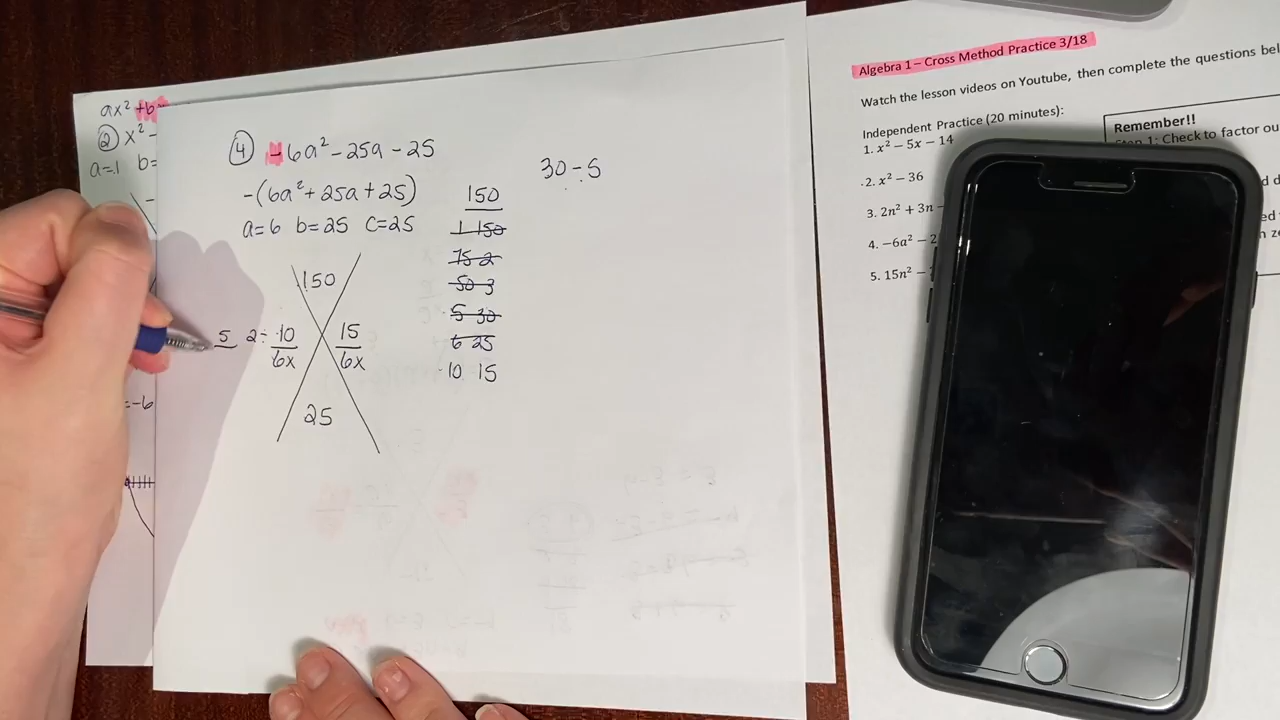 ax² +b
② x² -
a=1 b=
=-6
④ -6a² - 25a - 25
-(6a² + 25a + 25)
a=6 b=25 c=25
150
5 2÷ 10 15
6x 6x
25
150
1 150
75 2
50 3
5 30
6 25
10 15
30-5
Algebra 1 – Cross Method Practice 3/18
Watch the lesson videos on Youtube, then complete the questions
Independent Practice (20 minutes):
1. x² − 5x − 14
2. x² − 36
3. 2n² + 3n −
4. −6a² − 2
5. 15n² −
Remember!!
Step 1: Check to factor